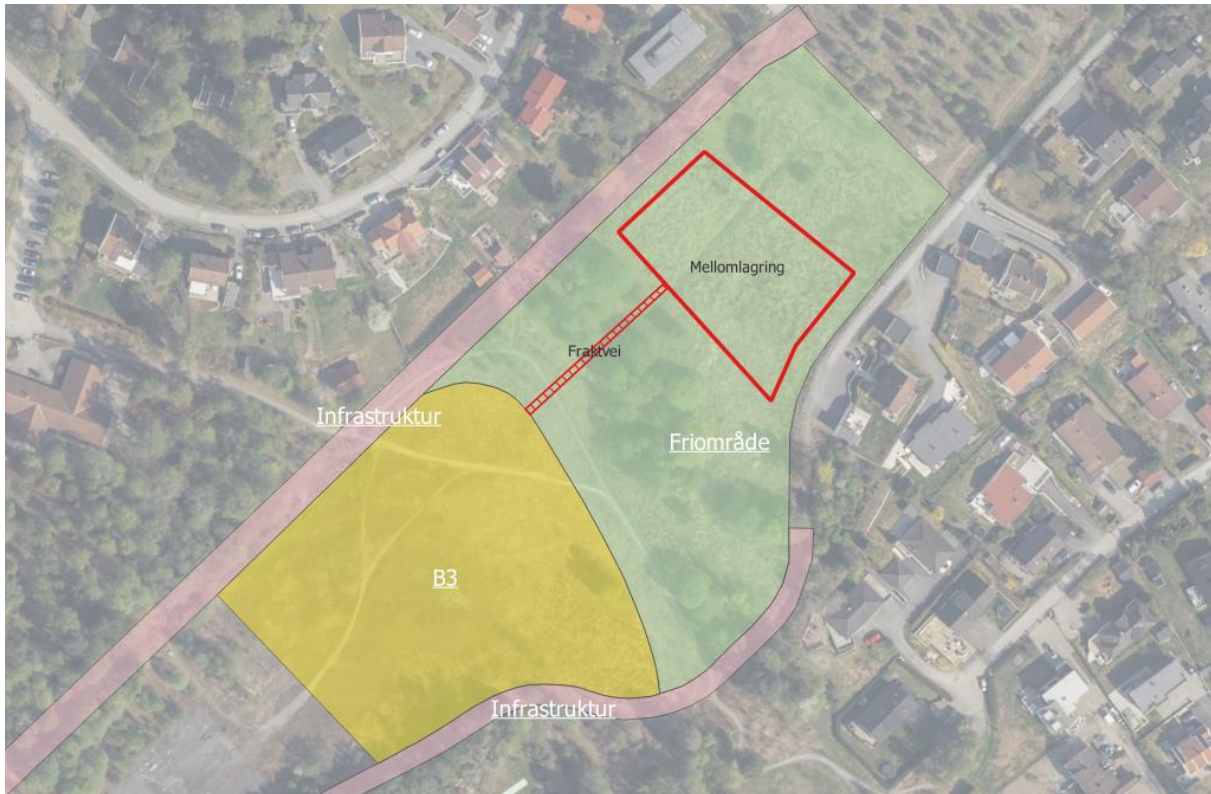 Mellomlagring
Fraktvei
Infrastruktur
Friområde
B3
Infrastruktur